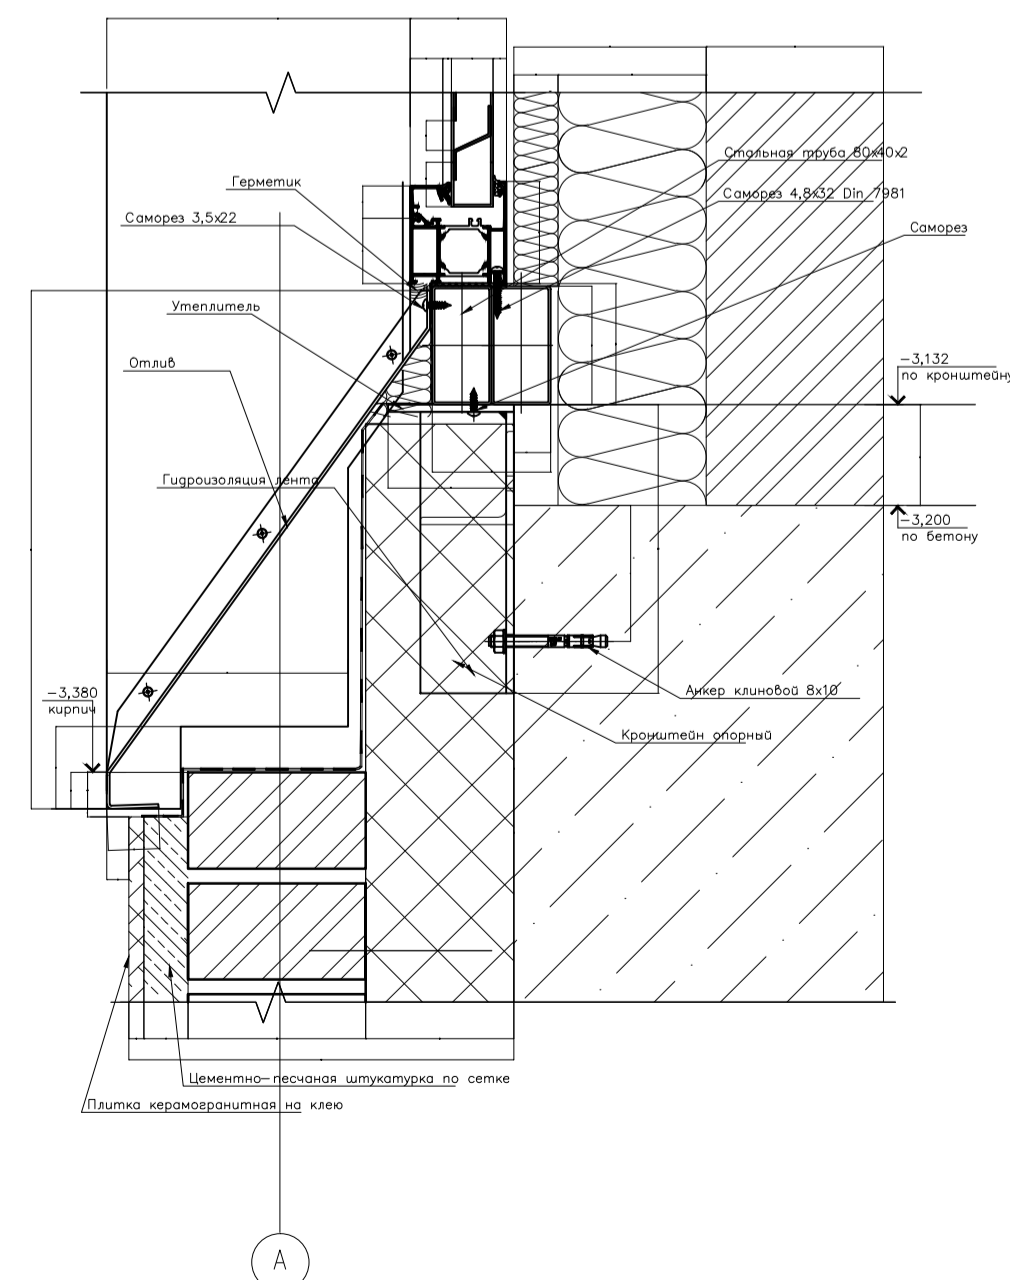 Стальная труба 80х40х2
Герметик
Саморез 4,8х32 Din 7981
Саморез 3,5х22
Саморез
Утеплитель
Отлив
−3,132
по кронштейну
Гидроизоляция лента
−3,200
по бетону
−3,380
кирпич
Анкер клиновой 8х10
Кронштейн опорный
Цементно−песчаная штукатурка по сетке
Плитка керамогранитная на клею
А